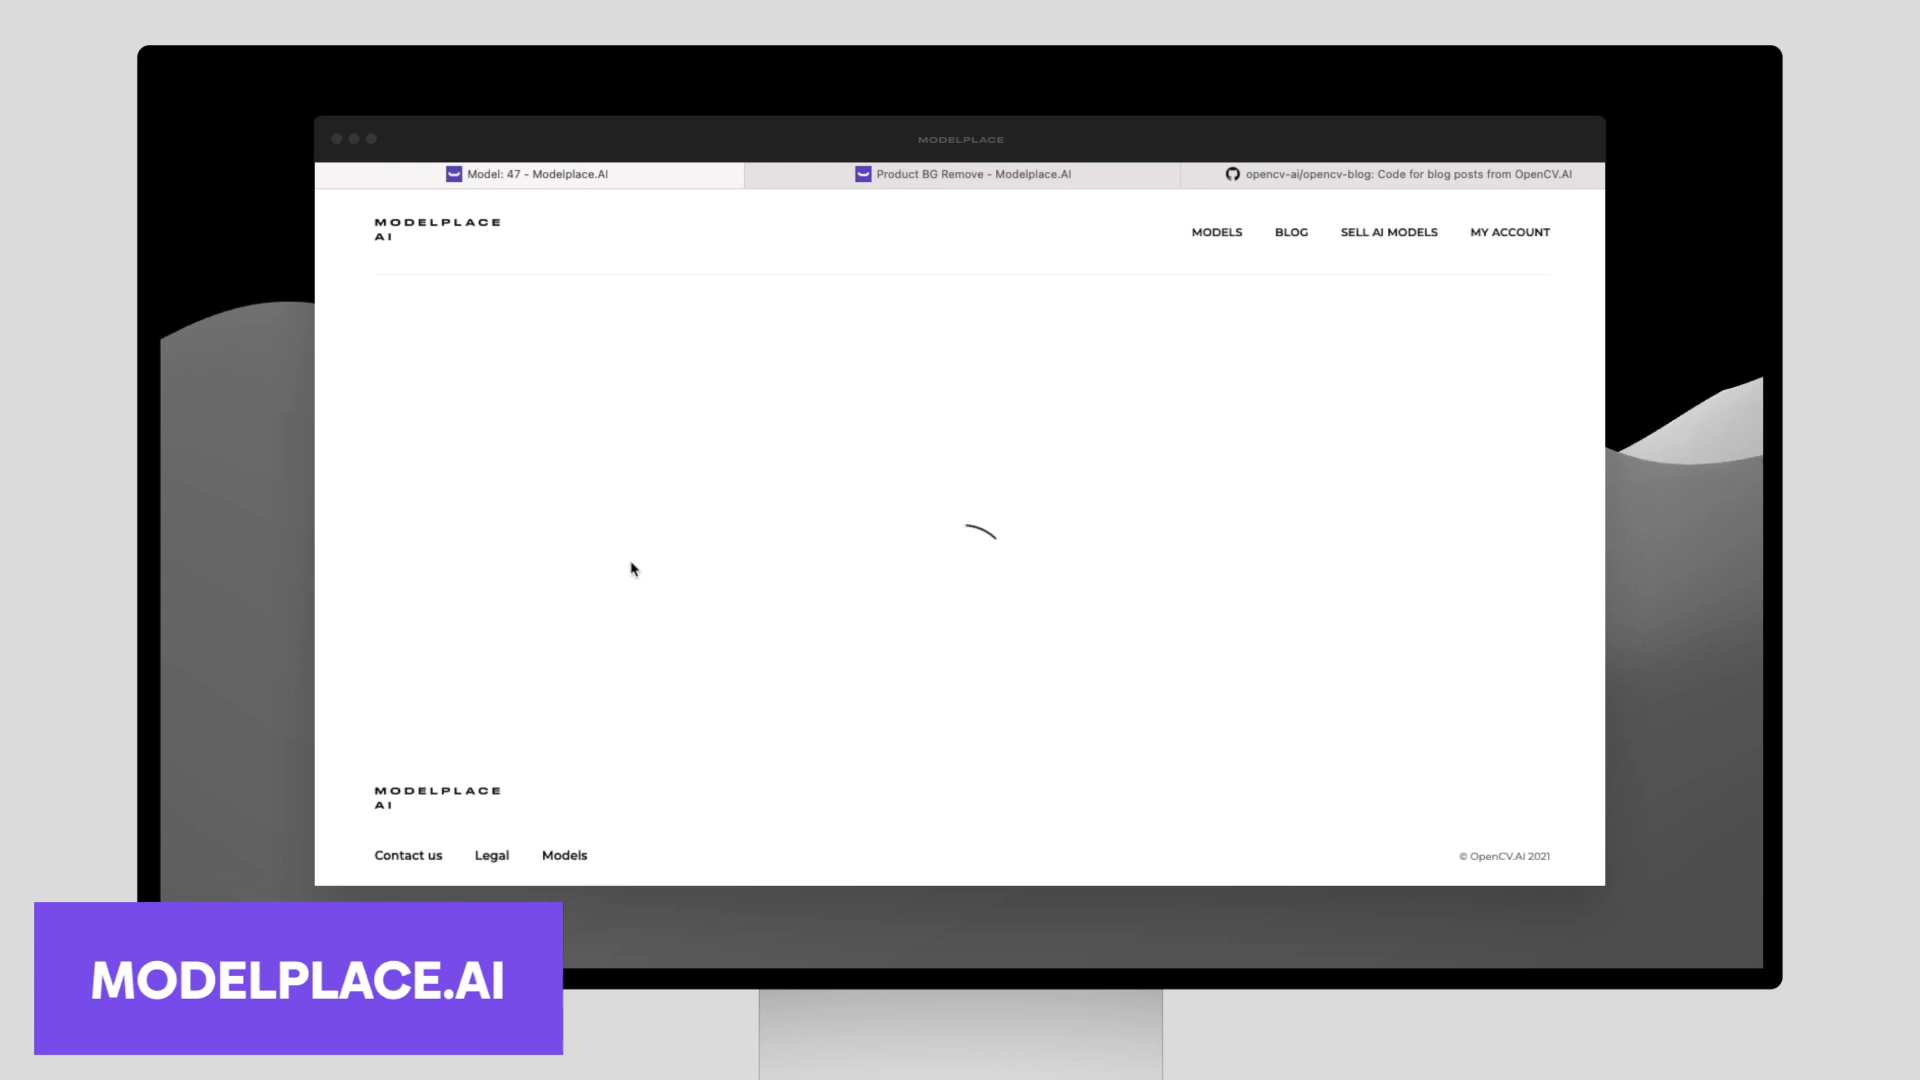 MODELPLACE
Model: 47 - Modelplace.AI
Product BG Remove - Modelplace.AI
opencv-ai/opencv-blog: Code for blog posts from OpenCV.AI
MODELPLACE
AI
MODELS
BLOG
SELL AI MODELS
MY ACCOUNT
MODELPLACE
AI
Contact us
Legal
Models
© OpenCV.AI 2021
MODELPLACE.AI